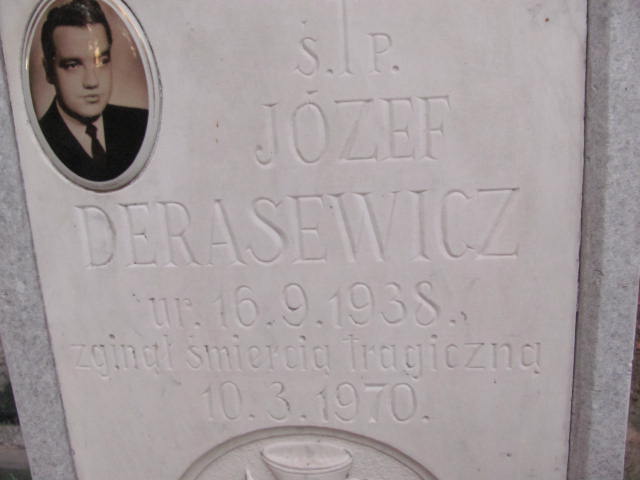 Ś.†P.
JÓZEF
DERASEWICZ
ur. 16.9.1938.,
zginął śmiercią tragiczną
10.3.1970.